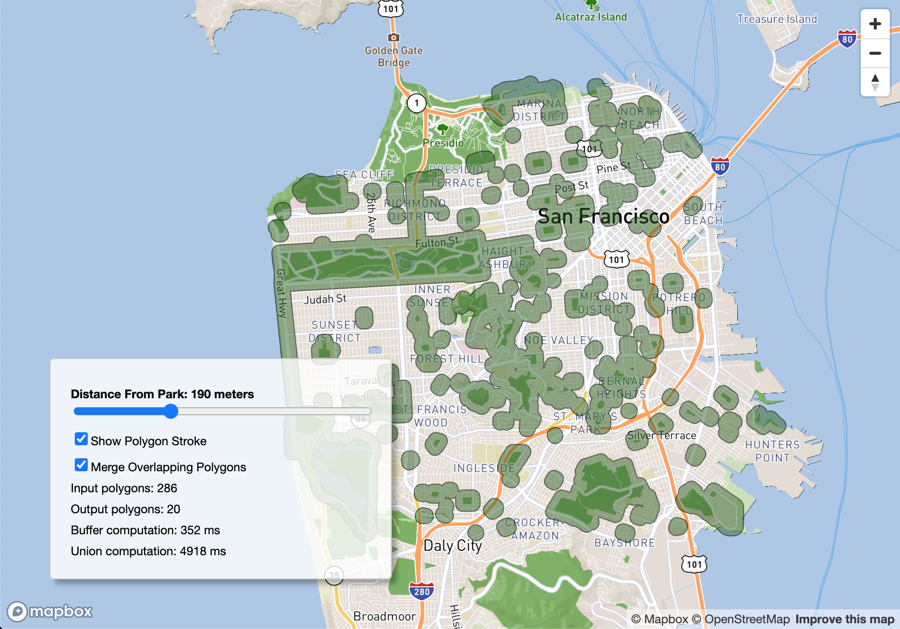 101
Alcatraz Island
Treasure Island
80
Golden Gate
Bridge
1
MARINA
DISTRICT
NORTH
BEACH
Presidio
101
80
Pine St
SEA CLIFF
PRESIDIO
TERRACE
Post St
25th Ave
RICHMOND
DISTRICT
San Francisco
SOUTH
BEACH
Fulton St
HAIGHT-
ASHBURY
101
Great Hwy
Judah St
INNER
SUNSET
MISSION
DISTRICT
POTRERO
HILL
SUNSET
DISTRICT
NOE VALLEY
FOREST HILL
Taraval St
BERNAL
HEIGHTS
Distance From Park: 190 meters
ST FRANCIS
WOOD
ST. MARY'S
PARK
35
Silver Terrace
Show Polygon Stroke
HUNTERS
POINT
Merge Overlapping Polygons
INGLESIDE
Input polygons: 286
Output polygons: 20
CROCKER-
AMAZON
Buffer computation: 352 ms
BAYSHORE
Union computation: 4918 ms
Daly City
101
35
280
mapbox
Broadmoor
Hills
© Mapbox © OpenStreetMap Improve this map